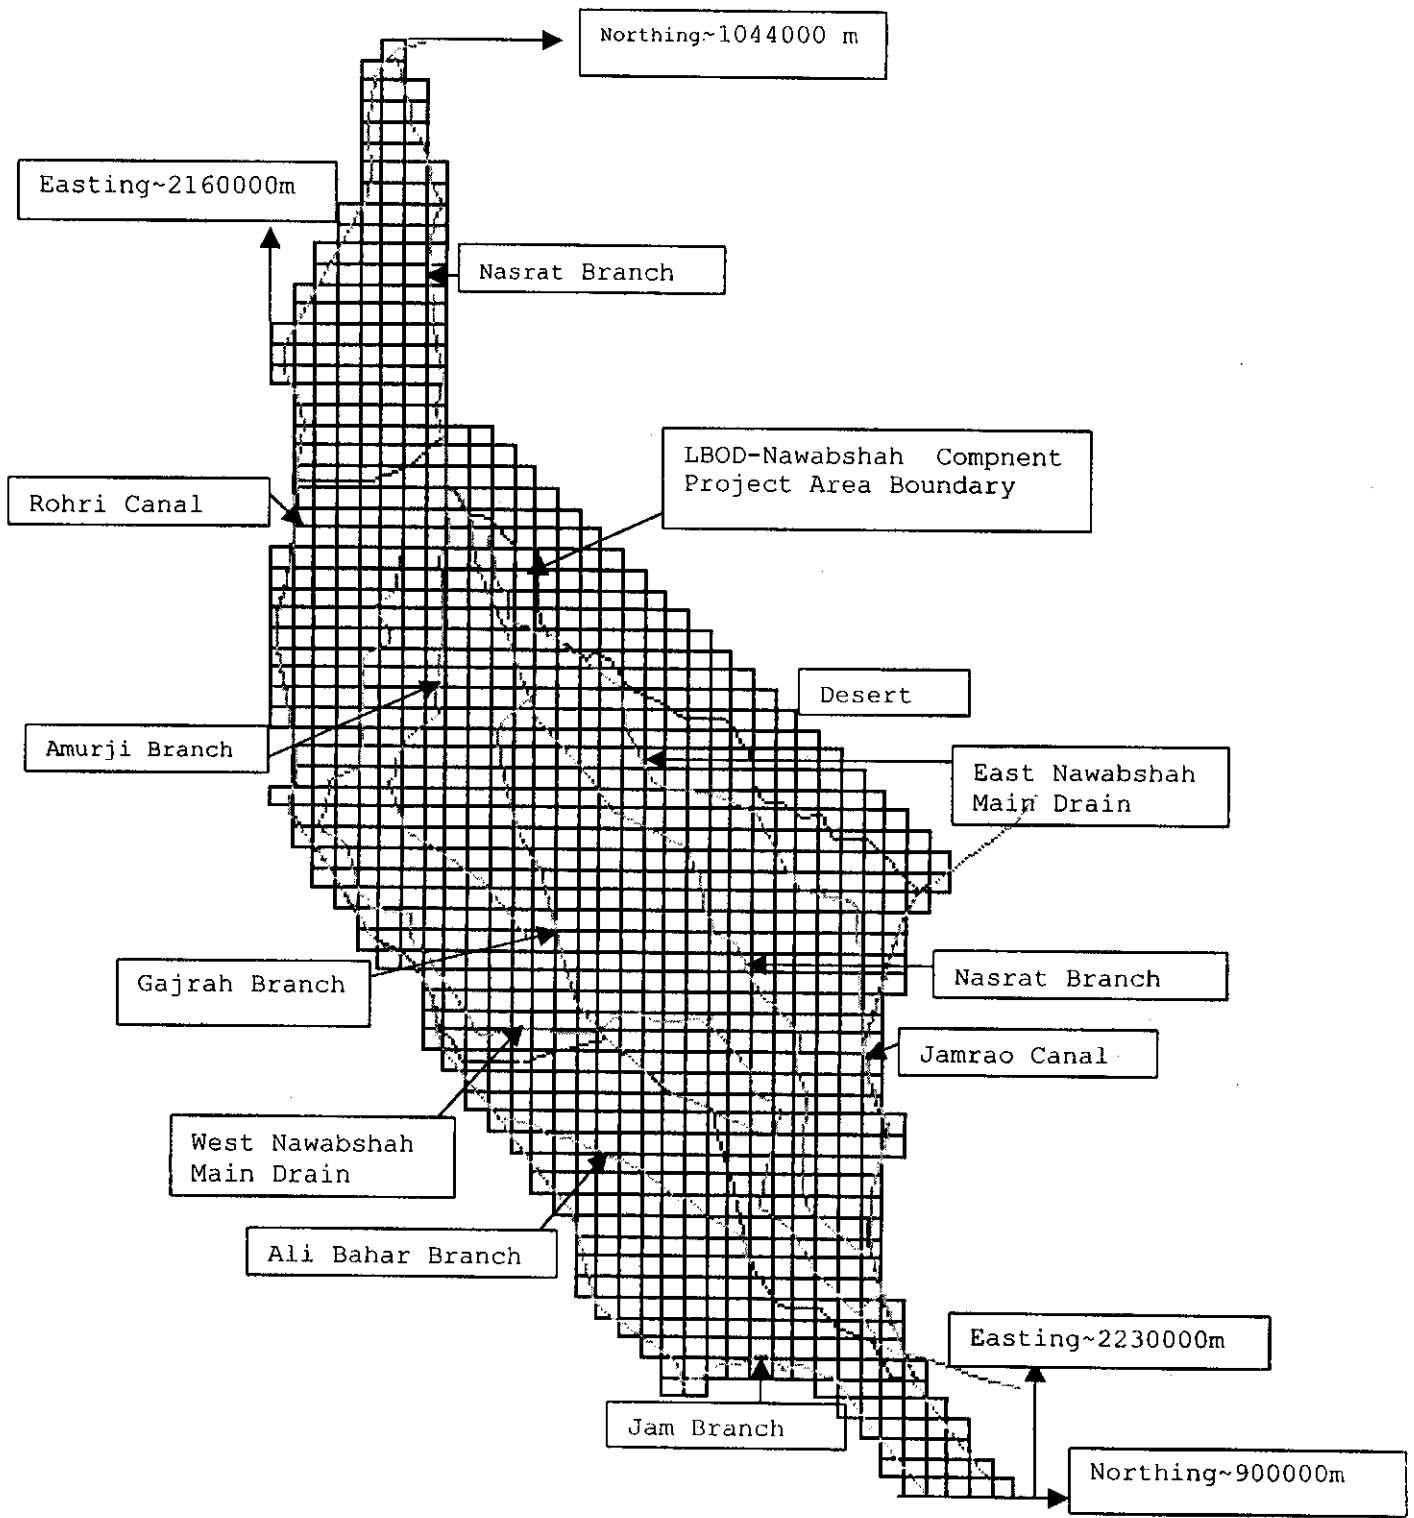 Northing~1044000 m
Easting~2160000m
Nasrat Branch
LBOD-Nawabshah Compnent
Project Area Boundary
Rohri Canal
Desert
Amurji Branch
East Nawabshah
Main Drain
Gajrah Branch
Nasrat Branch
Jamrao Canal
West Nawabshah
Main Drain
Ali Bahar Branch
Easting~2230000m
Jam Branch
Northing~900000m